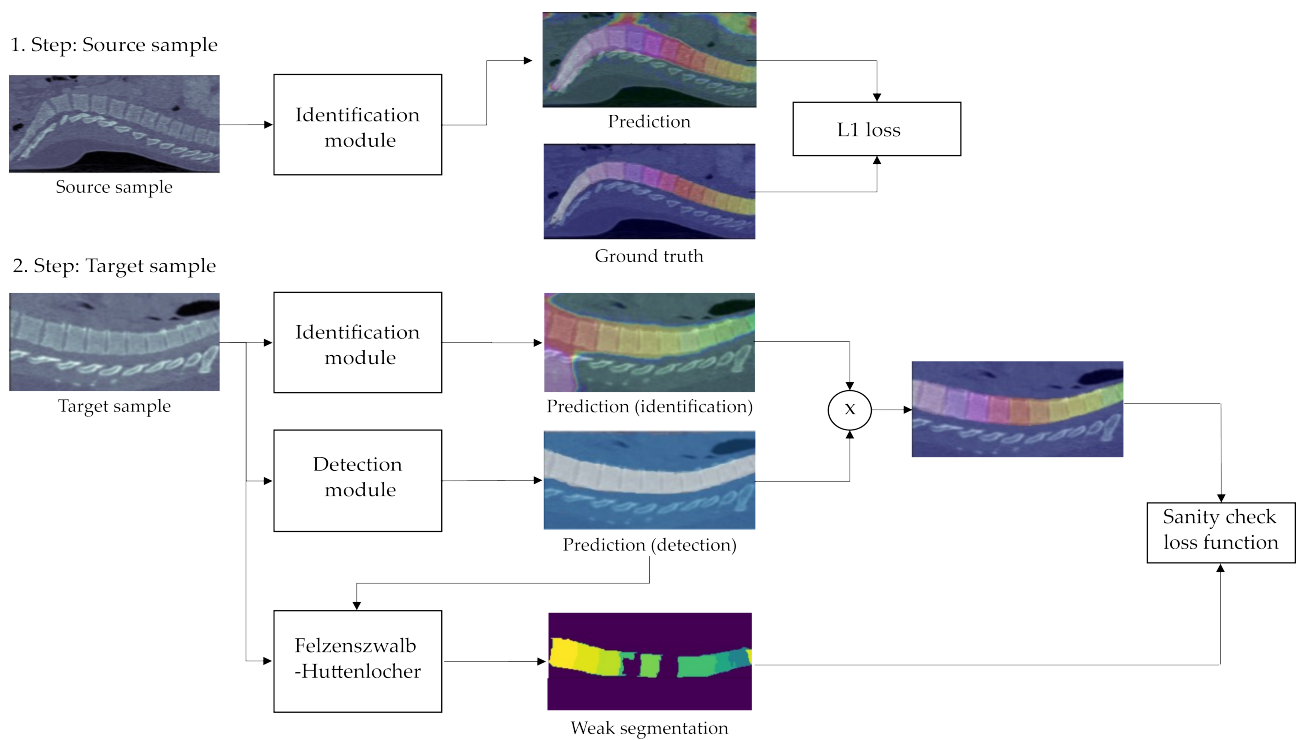 1. Step: Source sample
Source sample
Identification
module
Prediction
Ground truth
L1 loss
2. Step: Target sample
Target sample
Identification
module
Prediction (identification)
Detection
module
Prediction (detection)
x
Sanity check
loss function
Felzenszwalb
-Huttenlocher
Weak segmentation